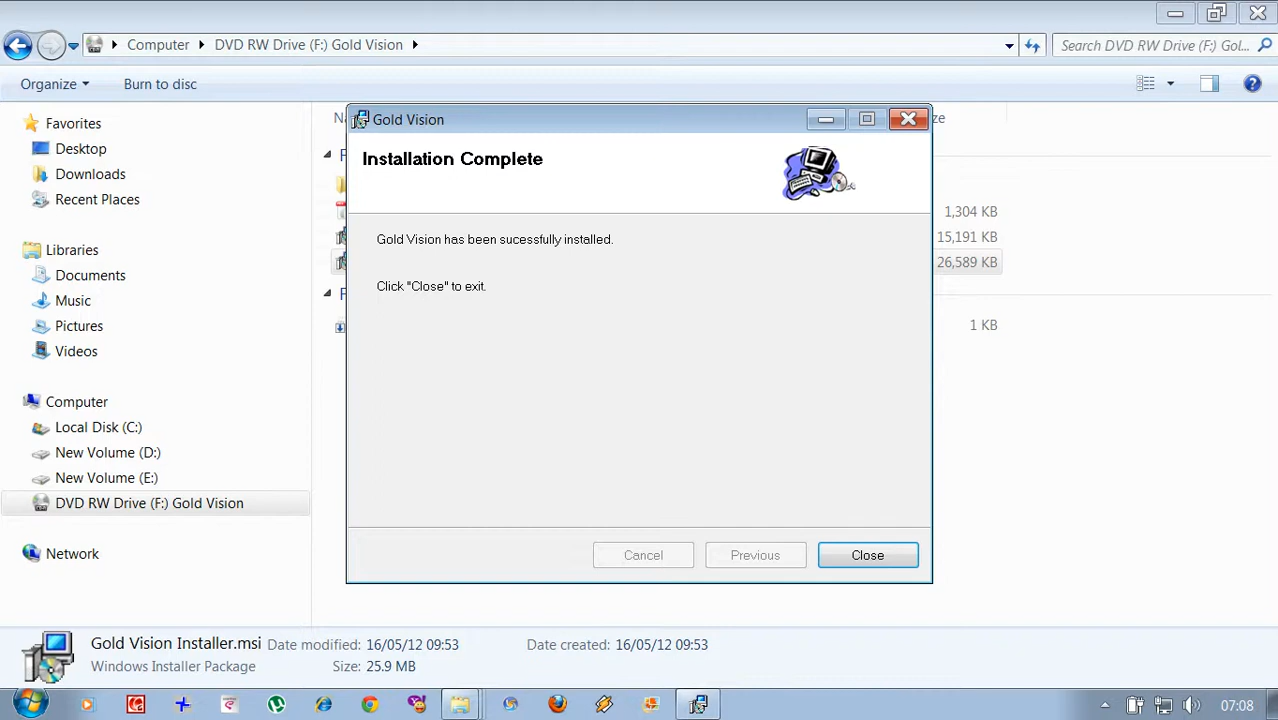 Computer DVD RW Drive (F:) Gold Vision
Search DVD RW Drive (F:) Gol...
Organize Burn to disc
Favorites
Desktop
Downloads
Recent Places
Libraries
Documents
Music
Pictures
Videos
Computer
Local Disk (C:)
New Volume (D:)
New Volume (E:)
DVD RW Drive (F:) Gold Vision
Network
Gold Vision
Installation Complete
Gold Vision has been sucessfully installed.
Click "Close" to exit.
Cancel Previous Close
1,304 KB
15,191 KB
26,589 KB
1 KB
Gold Vision Installer.msi Date modified: 16/05/12 09:53 Date created: 16/05/12 09:53
Windows Installer Package Size: 25.9 MB
07:08